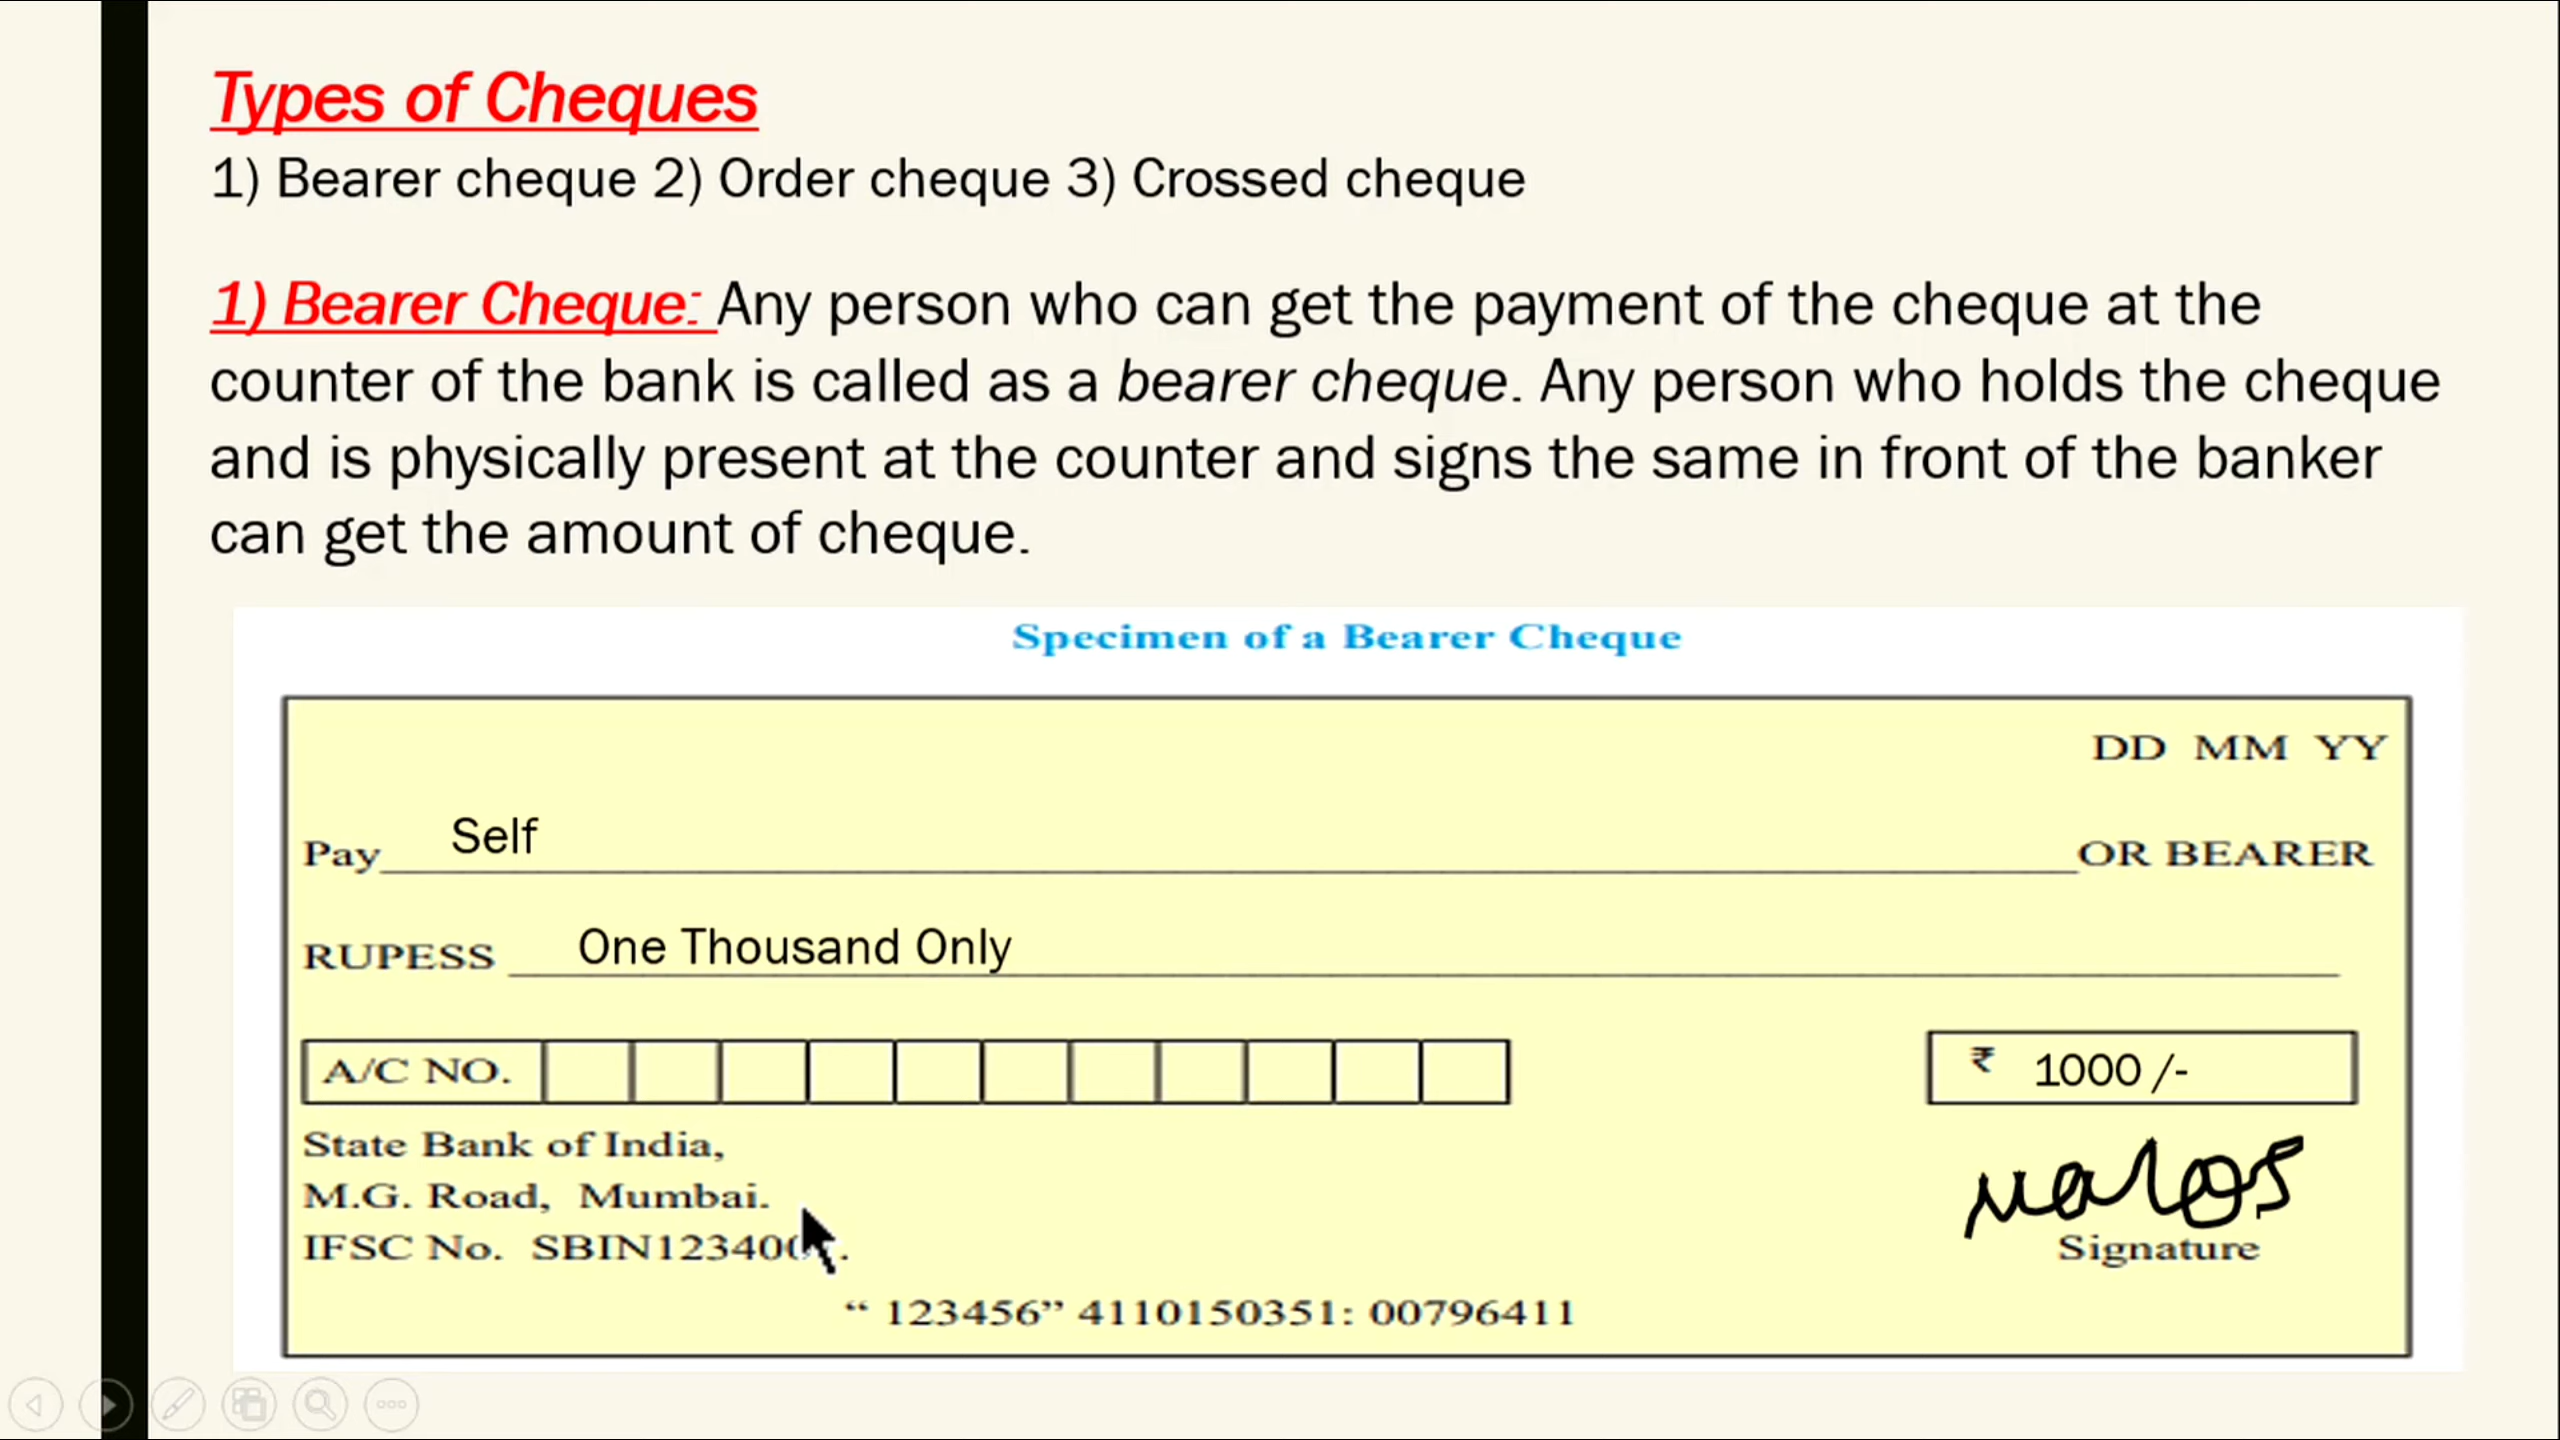 Types of Cheques
1) Bearer cheque 2) Order cheque 3) Crossed cheque
1) Bearer Cheque: Any person who can get the payment of the cheque at the
counter of the bank is called as a bearer cheque. Any person who holds the cheque
and is physically present at the counter and signs the same in front of the banker
can get the amount of cheque.
Specimen of a Bearer Cheque
DD MM YY
Pay Self OR BEARER
RUPESS One Thousand Only
A/C NO.
₹ 1000 /-
State Bank of India,
M.G. Road, Mumbai.
IFSC No.
Signature
“ 123456” 4110150351: 00796411